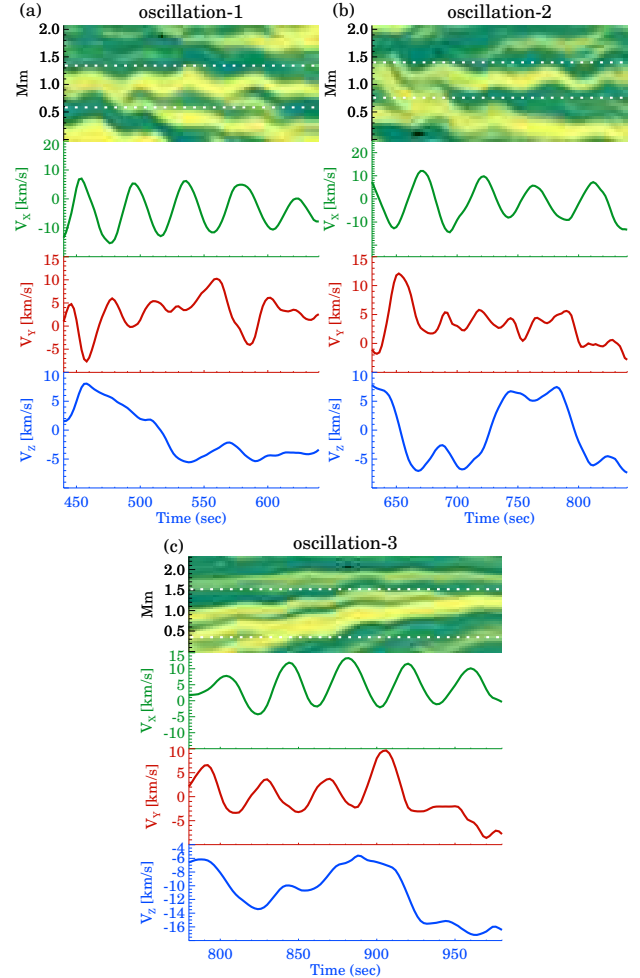 (a) oscillation-1
2.0
1.5
1.0
0.5
Mm
20
10
0
-10
V_X [km/s]
15
10
5
0
-5
V_Y [km/s]
10
5
0
-5
V_Z [km/s]
450 500 550 600
Time (sec)
(b) oscillation-2
2.0
1.5
1.0
0.5
Mm
20
10
0
-10
V_X [km/s]
15
10
5
0
V_Y [km/s]
10
5
0
-5
V_Z [km/s]
650 700 750 800
Time (sec)
(c) oscillation-3
2.0
1.5
1.0
0.5
Mm
15
10
5
0
-5
-10
V_X [km/s]
10
5
0
-5
V_Y [km/s]
-4
-6
-8
-10
-12
-14
-16
V_Z [km/s]
800 850 900 950
Time (sec)